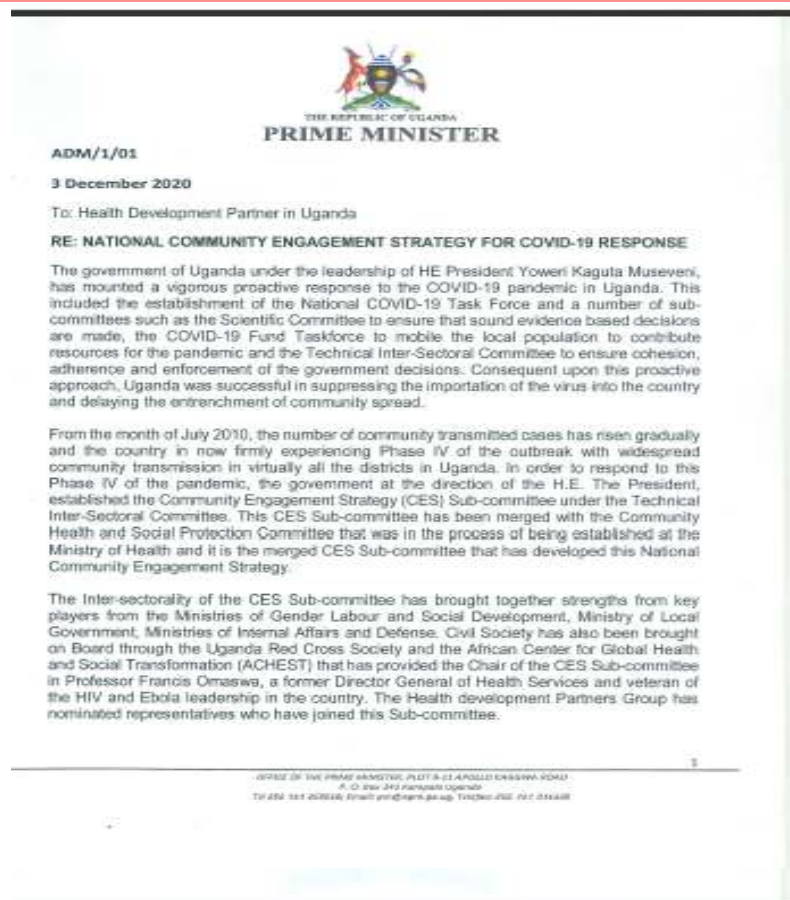 THE REPUBLIC OF UGANDA
PRIME MINISTER
ADM/1/01
3 December 2020
To: Health Development Partner in Uganda
RE: NATIONAL COMMUNITY ENGAGEMENT STRATEGY FOR COVID-19 RESPONSE
The government of Uganda under the leadership of HE President Yoweri Kaguta Museveni,
has mounted a vigorous proactive response to the COVID-19 pandemic in Uganda. This
included the establishment of the National COVID-19 Task Force and a number of sub-
committees such as the Scientific Committee to ensure that sound evidence based decisions
are made, the COVID-19 Fund Taskforce to mobile the local population to contribute
resources for the pandemic and the Technical Inter-Sectoral Committee to ensure cohesion,
adherence and enforcement of the government decisions. Consequent upon this proactive
approach, Uganda was successful in suppressing the importation of the virus into the country
and delaying the entrenchment of community spread.
From the month of July 2010, the number of community transmitted cases has risen gradually
and the country in now firmly experiencing Phase IV of the outbreak with widespread
community transmission in virtually all the districts in Uganda. In order to respond to this
Phase IV of the pandemic, the government at the direction of the H.E. The President,
established the Community Engagement Strategy (CES) Sub-committee under the Technical
Inter-Sectoral Committee. This CES Sub-committee has been merged with the Community
Health and Social Protection Committee that was in the process of being established at the
Ministry of Health and it is the merged CES Sub-committee that has developed this National
Community Engagement Strategy.
The Inter-sectorality of the CES Sub-committee has brought together strengths from key
players from the Ministries of Gender Labour and Social Development, Ministry of Local
Government, Ministries of Internal Affairs and Defense. Civil Society has also been brought
on Board through the Uganda Red Cross Society and the African Center for Global Health
and Social Transformation (ACHEST) that has provided the Chair of the CES Sub-committee
in Professor Francis Omaswa, a former Director General of Health Services and veteran of
the HIV and Ebola leadership in the country. The Health development Partners Group has
nominated representatives who have joined this Sub-committee.
1
OFFICE OF THE PRIME MINISTER, PLOT 9-11 APOLLO KAGGWA ROAD
P. O. Box 341 Kampala Uganda